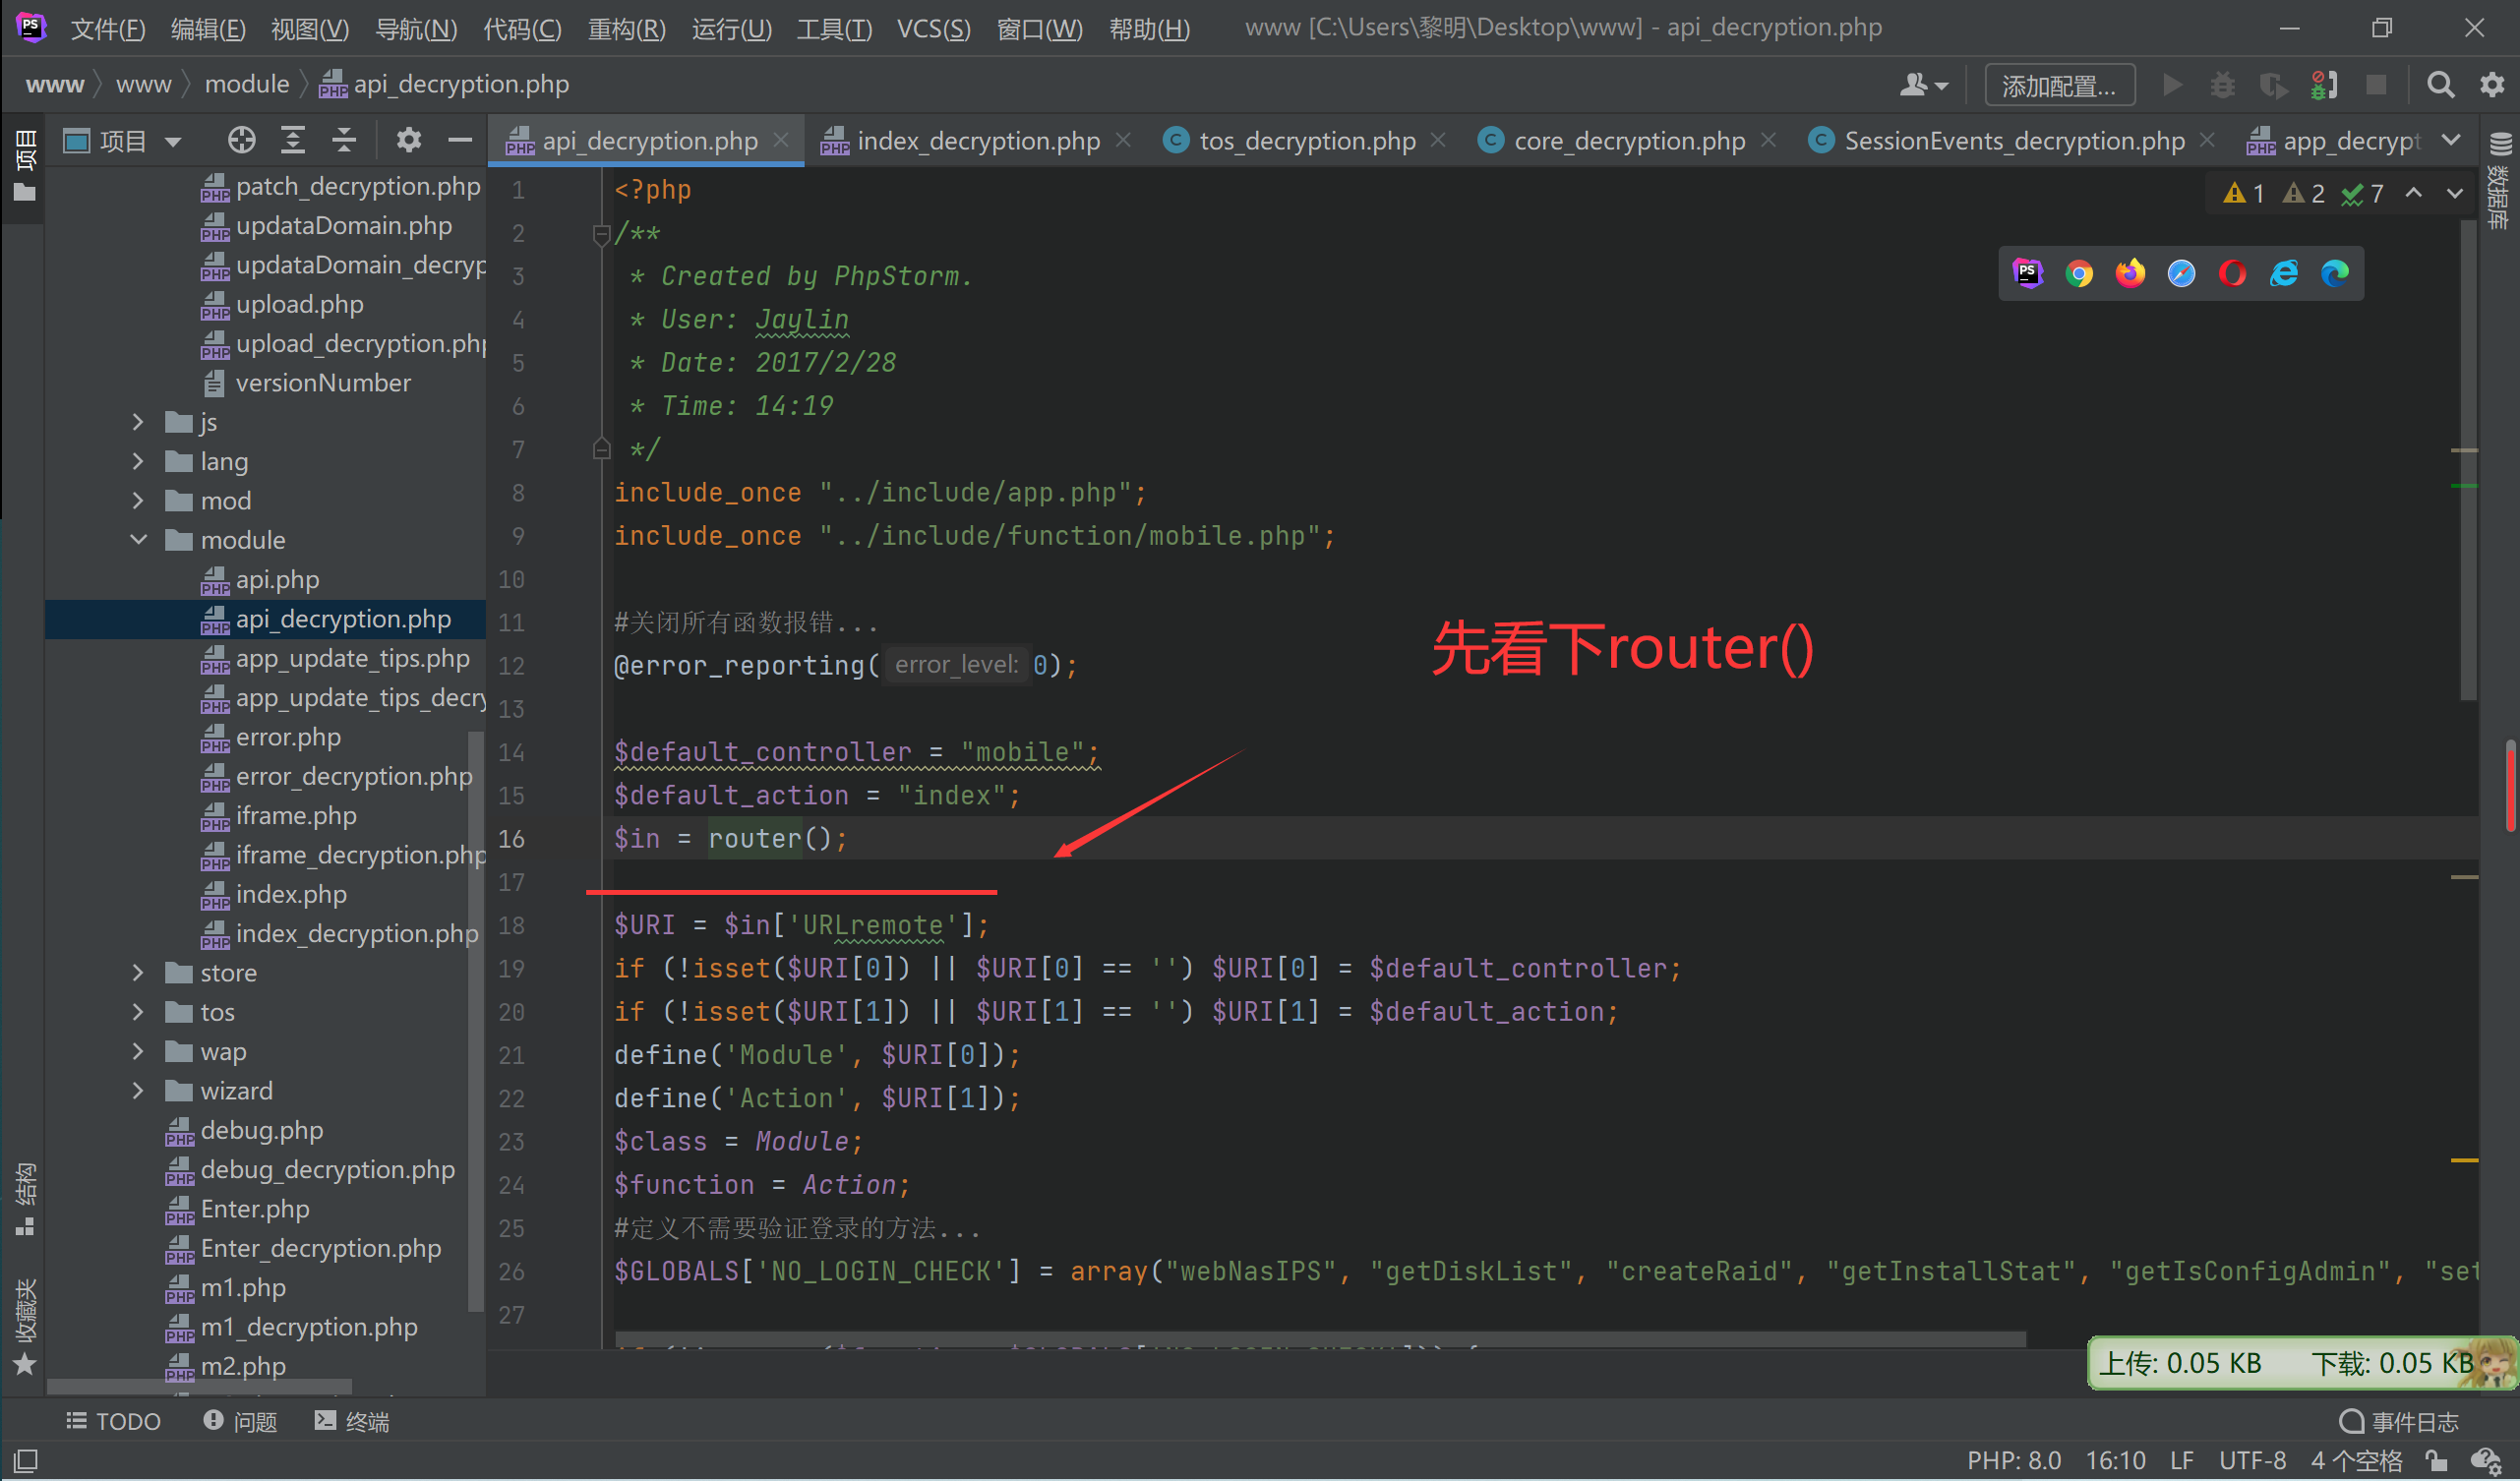 文件(F) 编辑(E) 视图(V) 导航(N) 代码(C) 重构(R) 运行(U) 工具(T) VCS(S) 窗口(W) 帮助(H) www [C:\Users\黎明\Desktop\www] - api_decryption.php
www www module api_decryption.php 添加配置...
项目 api_decryption.php index_decryption.php tos_decryption.php core_decryption.php SessionEvents_decryption.php app_decrypt
项目
数据库
结构
收藏夹
patch_decryption.php
updataDomain.php
updataDomain_decryp
upload.php
upload_decryption.php
versionNumber
js
lang
mod
module
api.php
api_decryption.php
app_update_tips.php
app_update_tips_decry
error.php
error_decryption.php
iframe.php
iframe_decryption.php
index.php
index_decryption.php
store
tos
wap
wizard
debug.php
debug_decryption.php
Enter.php
Enter_decryption.php
m1.php
m1_decryption.php
m2.php
1 2 7
1 <?php
2 /**
3  * Created by PhpStorm.
4  * User: Jaylin
5  * Date: 2017/2/28
6  * Time: 14:19
7  */
8 include_once "../include/app.php";
9 include_once "../include/function/mobile.php";
10
11 #关闭所有函数报错...
12 @error_reporting( error_level: 0);
13
14 $default_controller = "mobile";
15 $default_action = "index";
16 $in = router();
17
18 $URI = $in['URLremote'];
19 if (!isset($URI[0]) || $URI[0] == '') $URI[0] = $default_controller;
20 if (!isset($URI[1]) || $URI[1] == '') $URI[1] = $default_action;
21 define('Module', $URI[0]);
22 define('Action', $URI[1]);
23 $class = Module;
24 $function = Action;
25 #定义不需要验证登录的方法...
26 $GLOBALS['NO_LOGIN_CHECK'] = array("webNasIPS", "getDiskList", "createRaid", "getInstallStat", "getIsConfigAdmin", "set
27
先看下router()
上传: 0.05 KB 下载: 0.05 KB
TODO 问题 终端 事件日志
PHP: 8.0 16:10 LF UTF-8 4 个空格